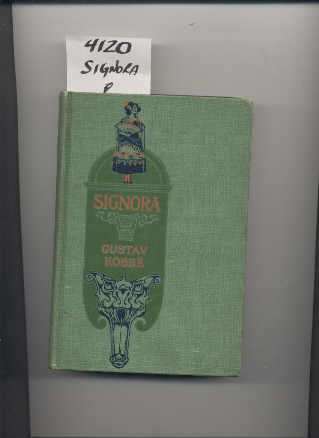 4120
SIGNORA
P
SIGNORA
GUSTAV
KOBBÉ